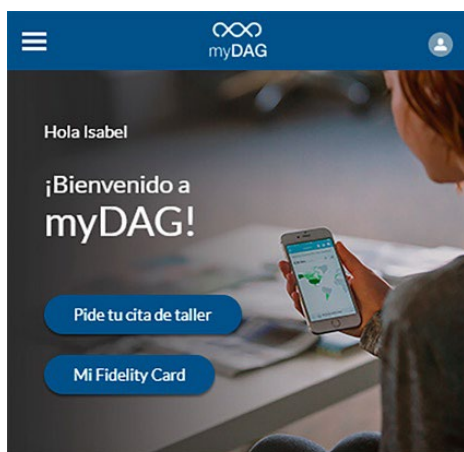 myDAG
Hola Isabel
¡Bienvenido a
myDAG!
Pide tu cita de taller
Mi Fidelity Card